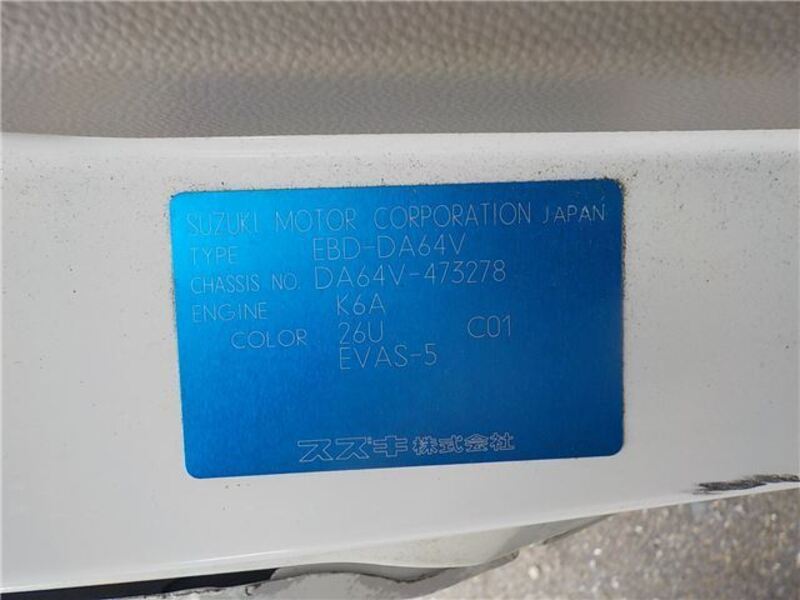 SUZUKI MOTOR CORPORATION JAPAN
TYPE EBD-DA64V
CHASSIS NO. DA64V-473278
ENGINE K6A
COLOR 26U C01
EVAS-5
スズキ株式会社